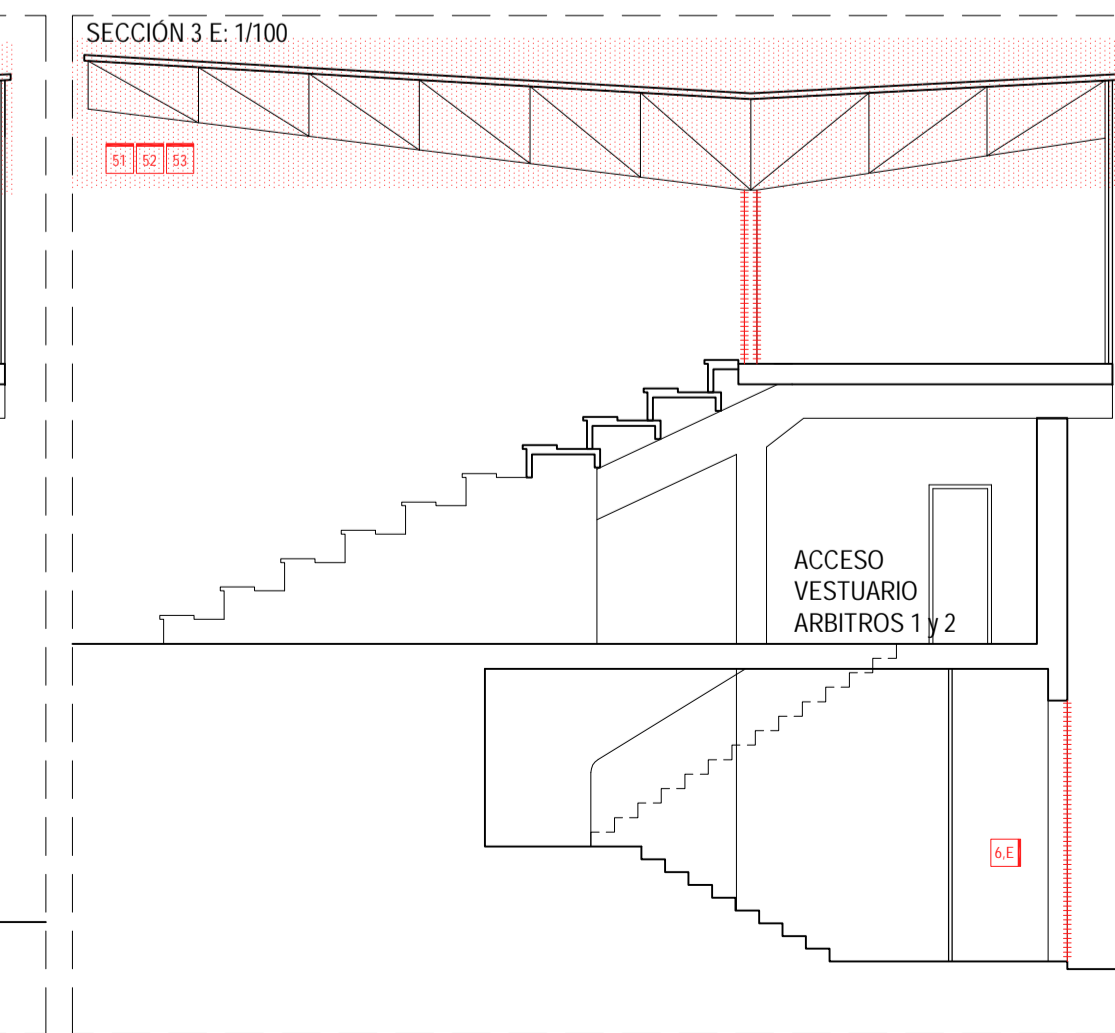 SECCIÓN 3 E: 1/100
51 52 53
ACCESO
VESTUARIO
ARBITROS 1 y 2
6,E